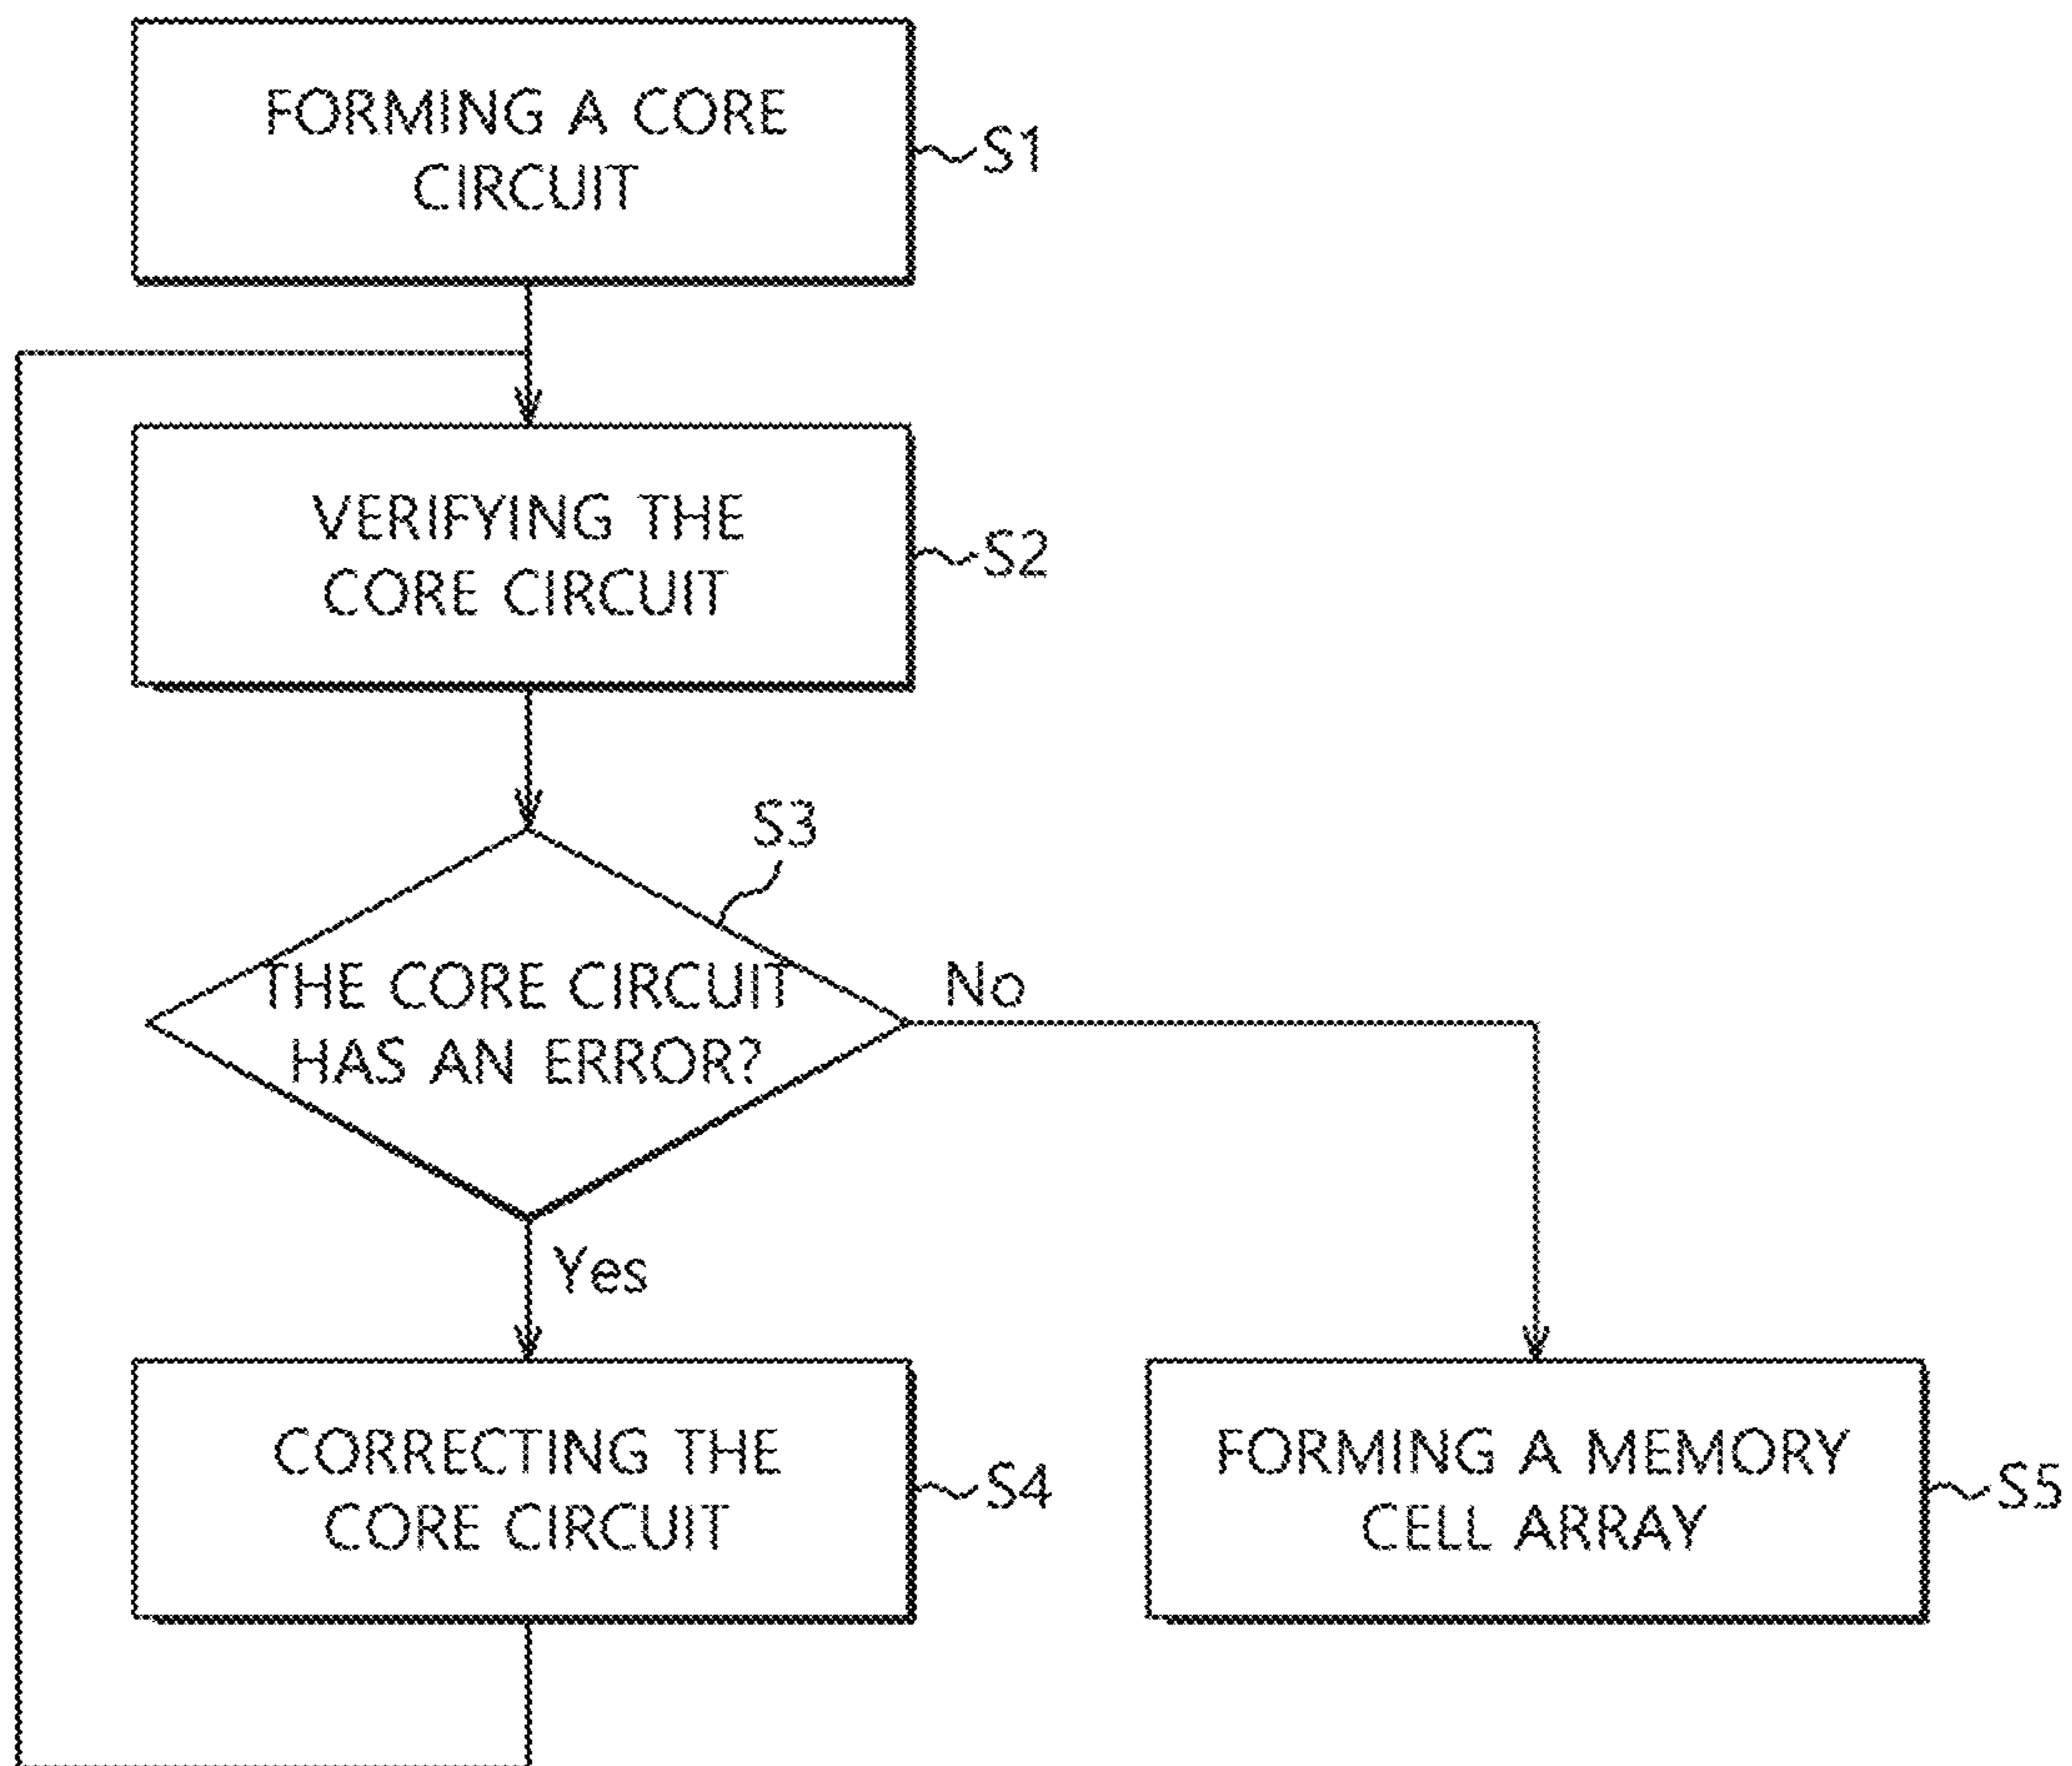 FORMING A CORE
CIRCUIT
S1
VERIFYING THE
CORE CIRCUIT
S2
S3
THE CORE CIRCUIT
HAS AN ERROR?
No
Yes
CORRECTING THE
CORE CIRCUIT
S4
FORMING A MEMORY
CELL ARRAY
S5